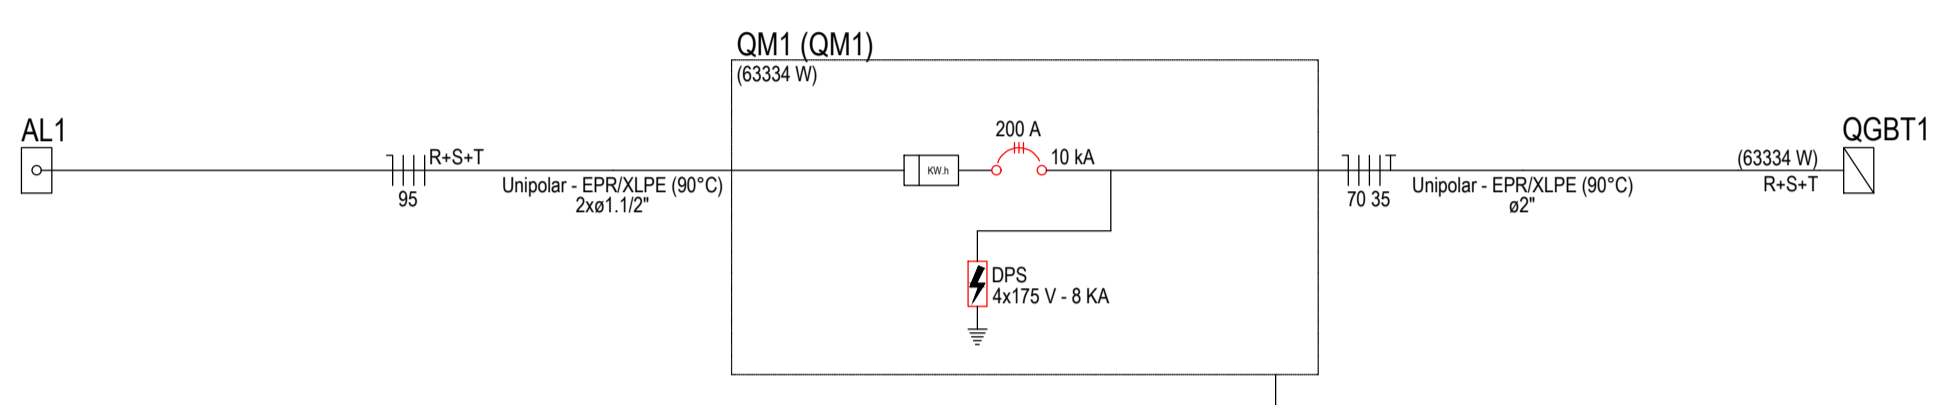 QM1 (QM1)
(63334 W)
AL1
R+S+T
95
Unipolar - EPR/XLPE (90°C)
2xø1.1/2"
KW.h
200 A
10 kA
DPS
4x175 V - 8 KA
70 35
Unipolar - EPR/XLPE (90°C)
ø2"
(63334 W)
R+S+T
QGBT1